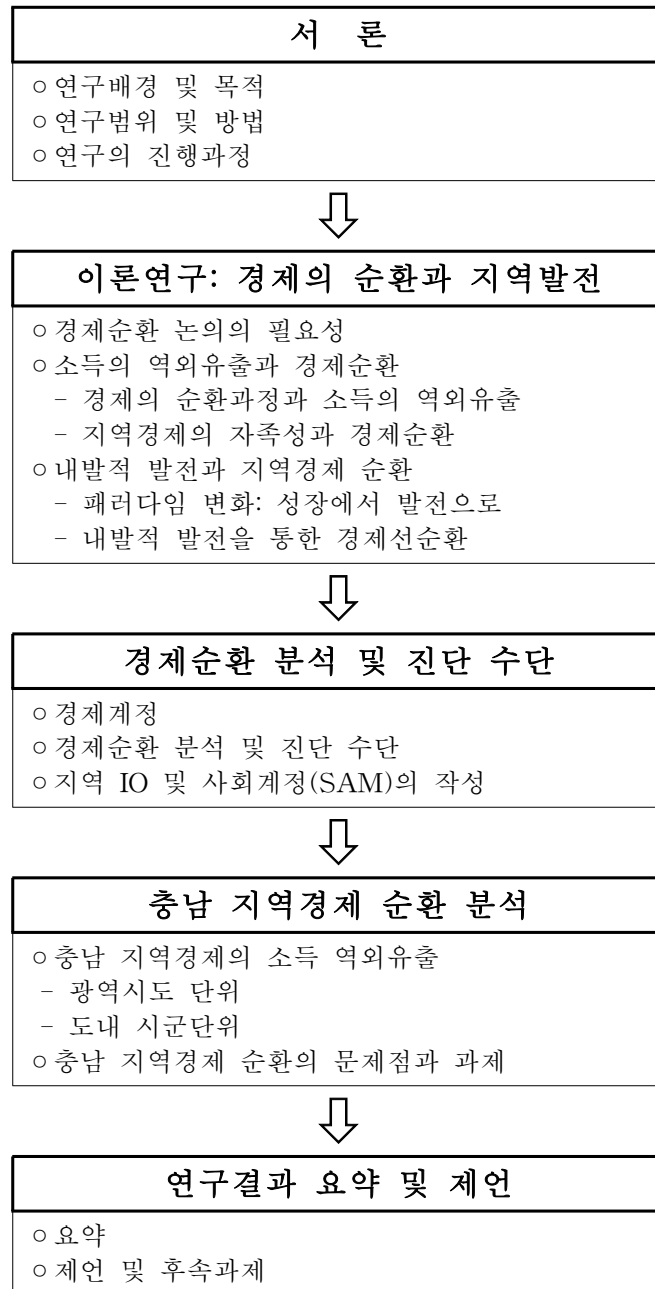 서 론
○연구배경 및 목적
○연구범위 및 방법
○연구의 진행과정
이론연구: 경제의 순환과 지역발전
○경제순환 논의의 필요성
○소득의 역외유출과 경제순환
- 경제의 순환과정과 소득의 역외유출
- 지역경제의 자족성과 경제순환
○내발적 발전과 지역경제 순환
- 패러다임 변화: 성장에서 발전으로
- 내발적 발전을 통한 경제선순환
경제순환 분석 및 진단 수단
○경제계정
○경제순환 분석 및 진단 수단
○지역 IO 및 사회계정(SAM)의 작성
충남 지역경제 순환 분석
○충남 지역경제의 소득 역외유출
- 광역시도 단위
- 도내 시군단위
○충남 지역경제 순환의 문제점과 과제
연구결과 요약 및 제언
○요약
○제언 및 후속과제